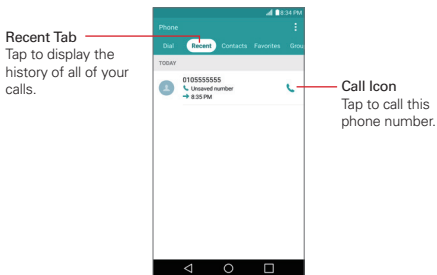 8:34 PM
Phone
Dial Recent Contacts Favorites Grou
TODAY
0105555555
Unsaved number
8:35 PM
Recent Tab
Tap to display the
history of all of your
calls.
Call Icon
Tap to call this
phone number.